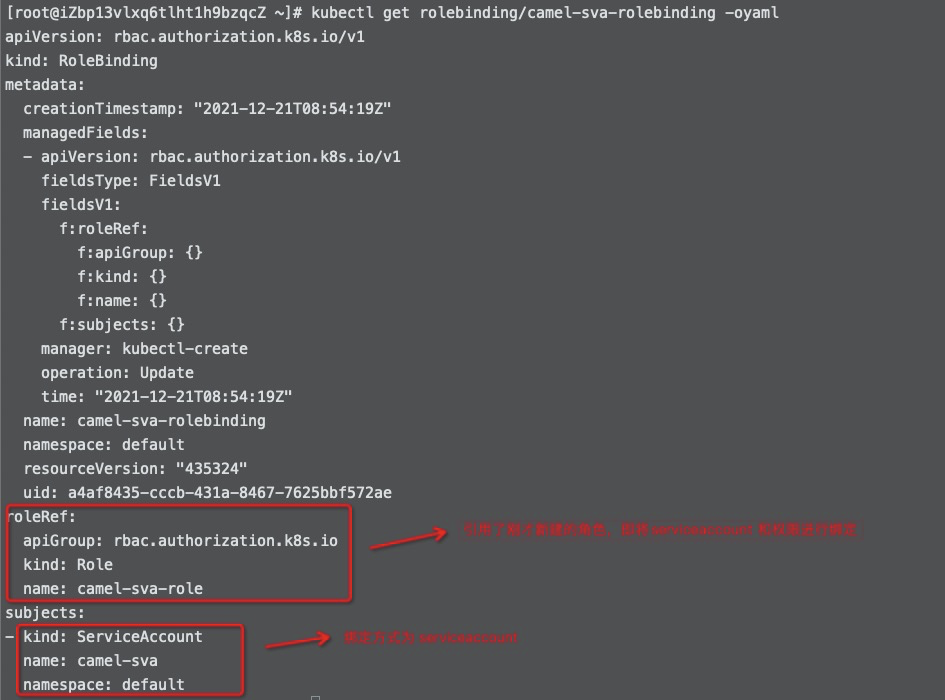 [root@iZbp13vlxq6tlht1h9bzqcZ ~]# kubectl get rolebinding/camel-sva-rolebinding -oyaml
apiVersion: rbac.authorization.k8s.io/v1
kind: RoleBinding
metadata:
  creationTimestamp: "2021-12-21T08:54:19Z"
  managedFields:
  - apiVersion: rbac.authorization.k8s.io/v1
    fieldsType: FieldsV1
    fieldsV1:
      f:roleRef:
        f:apiGroup: {}
        f:kind: {}
        f:name: {}
      f:subjects: {}
    manager: kubectl-create
    operation: Update
    time: "2021-12-21T08:54:19Z"
  name: camel-sva-rolebinding
  namespace: default
  resourceVersion: "435324"
  uid: a4af8435-cccb-431a-8467-7625bbf572ae
roleRef:
  apiGroup: rbac.authorization.k8s.io
引用了刚才创建的角色，即将 serviceaccount 和权限进行绑定
  kind: Role
  name: camel-sva-role
subjects:
- kind: ServiceAccount
绑定方式为 serviceaccount
  name: camel-sva
  namespace: default